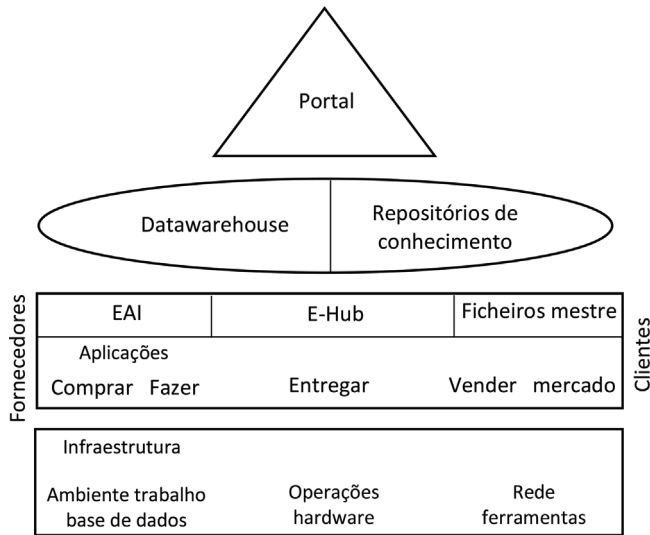 Portal
Datawarehouse
Repositórios de
conhecimento
Fornecedores
EAI
E-Hub
Ficheiros mestre
Aplicações
Comprar Fazer
Entregar
Vender mercado
Clientes
Infraestrutura
Ambiente trabalho
base de dados
Operações
hardware
Rede
ferramentas